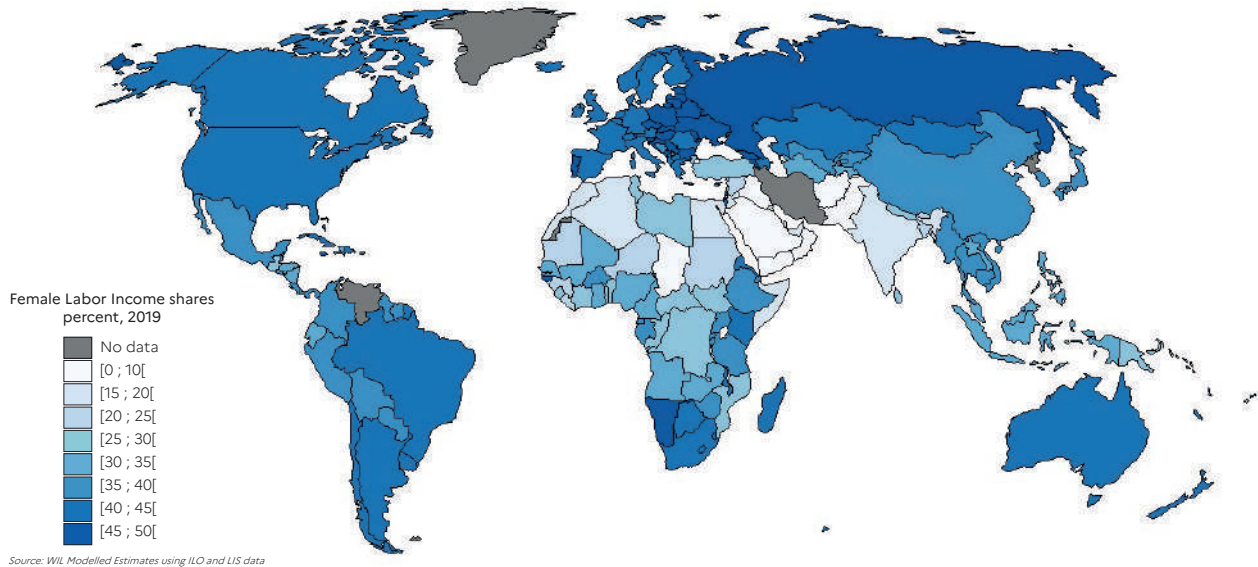 Female Labor Income shares
percent, 2019
No data
[0 ; 10[
[15 ; 20[
[20 ; 25[
[25 ; 30[
[30 ; 35[
[35 ; 40[
[40 ; 45[
[45 ; 50[
Source: WIL Modelled Estimates using ILO and LIS data